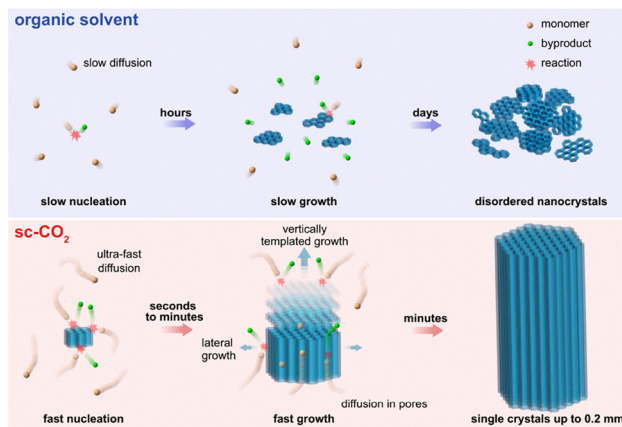 organic solvent
monomer
byproduct
reaction
slow diffusion
hours
days
slow nucleation
slow growth
disordered nanocrystals
sc-CO₂
ultra-fast
diffusion
vertically
templated growth
seconds
to minutes
minutes
lateral
growth
diffusion in pores
fast nucleation
fast growth
single crystals up to 0.2 mm